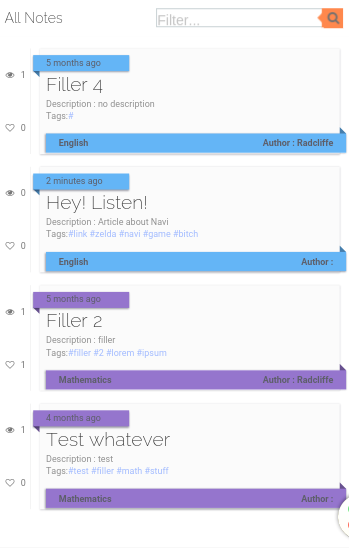 All Notes
Filter...
5 months ago
1
Filler 4
Description : no description
Tags:#
0
English Author : Radcliffe
2 minutes ago
0
Hey! Listen!
Description : Article about Navi
Tags:#link #zelda #navi #game #bitch
0
English Author :
5 months ago
1
Filler 2
Description : filler
Tags:#filler #2 #lorem #ipsum
1
Mathematics Author : Radcliffe
4 months ago
1
Test whatever
Description : test
Tags:#test #filler #math #stuff
0
Mathematics Author :